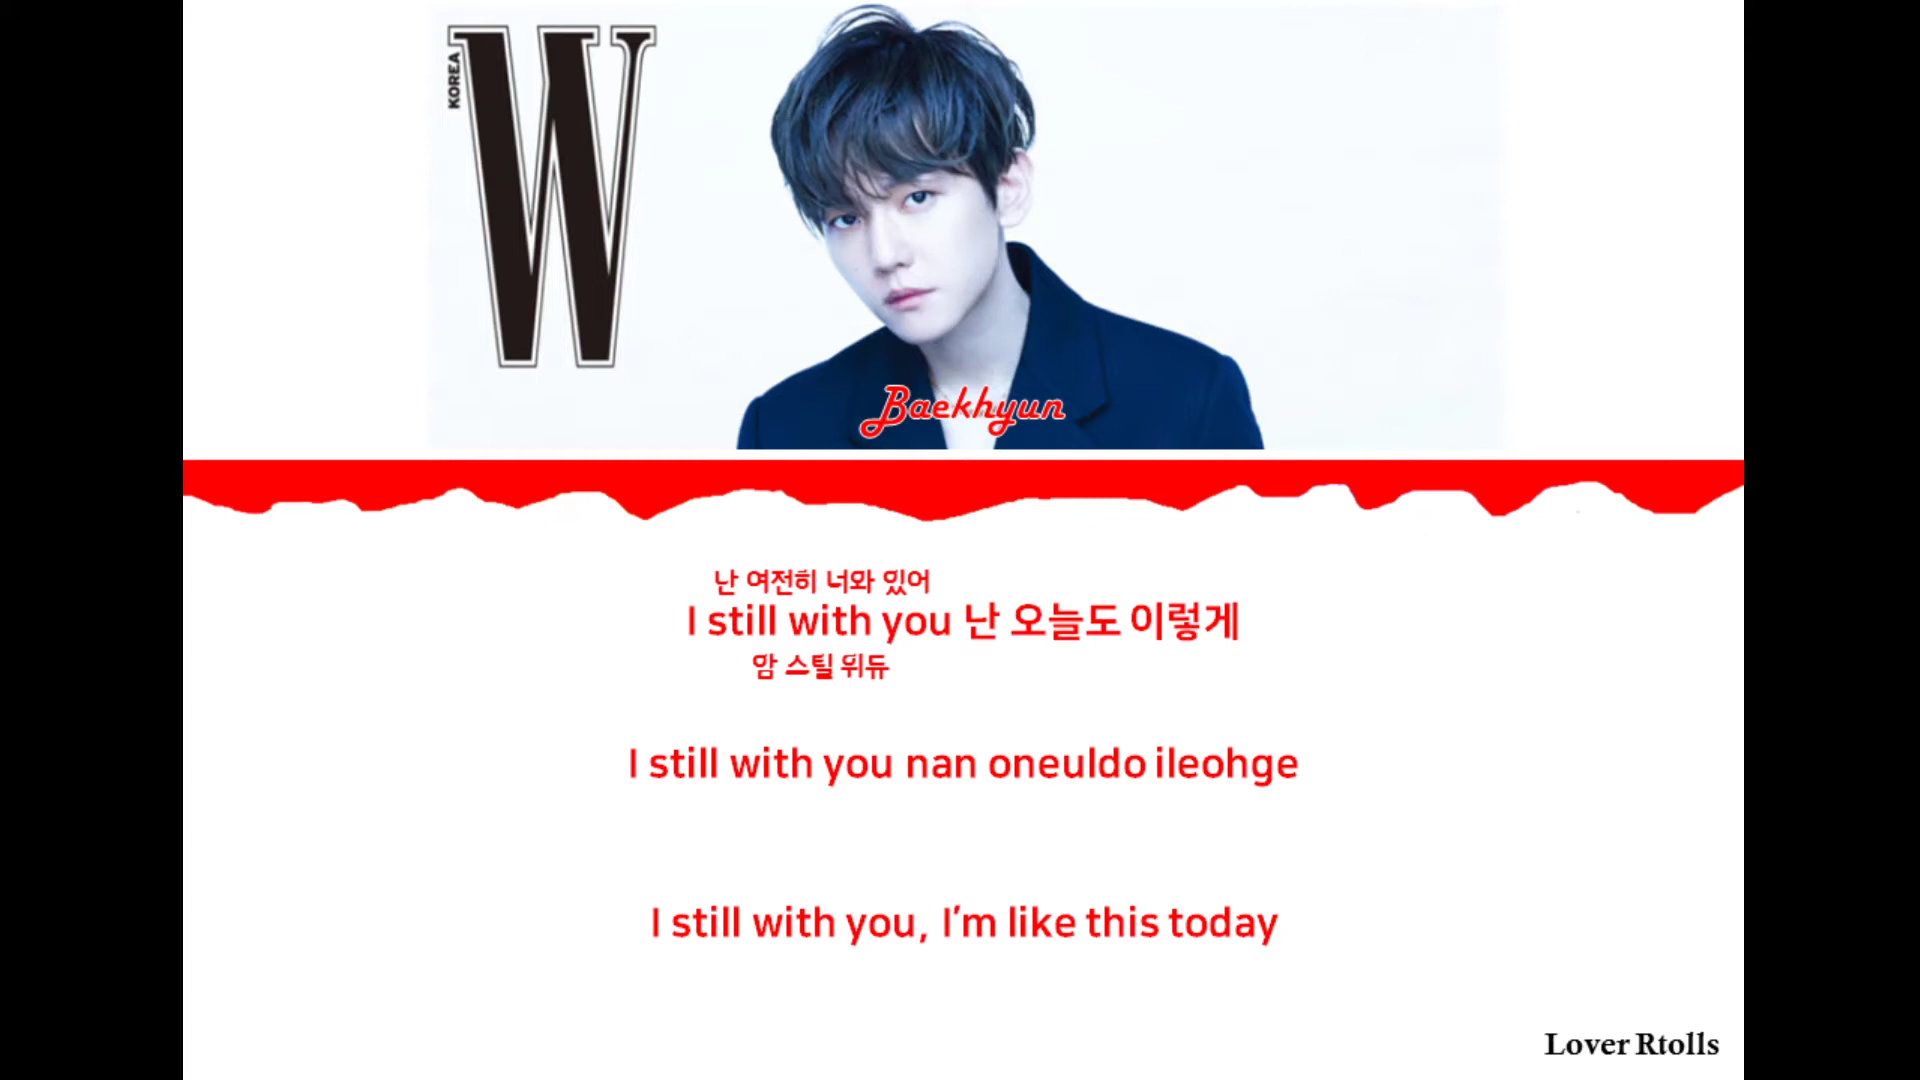 KOREA
W
Baekhyun
난 여전히 너와 있어
I still with you 난 오늘도 이렇게
암 스틸 위듀
I still with you nan oneuldo ileohge
I still with you, I’m like this today
Lover Rtolls